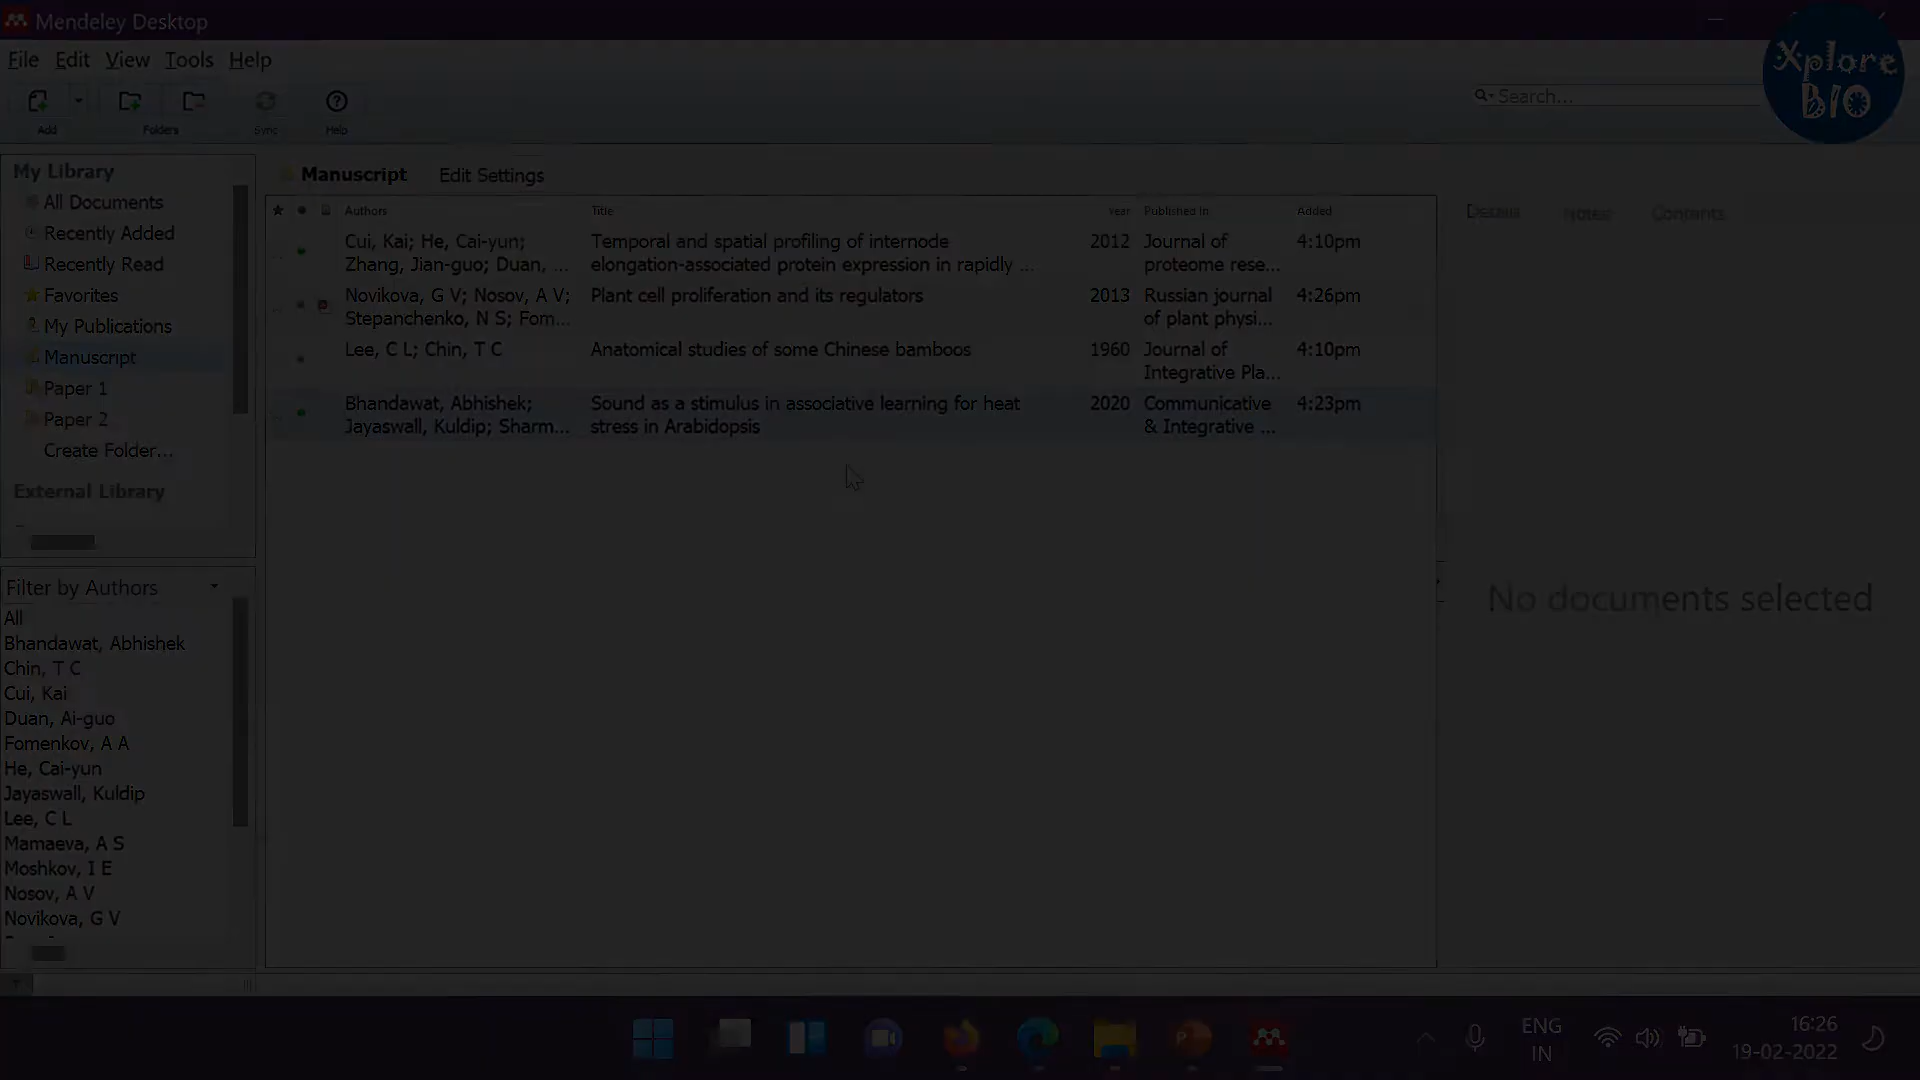 Mendeley Desktop
File Edit View Tools Help
Add
Folders
Sync
Help
Search...
Xplore
BIO
My Library
All Documents
Recently Added
Recently Read
Favorites
My Publications
Manuscript
Paper 1
Paper 2
Create Folder...
External Library
Manuscript Edit Settings
Authors Title Year Published In Added
Cui, Kai; He, Cai-yun; Temporal and spatial profiling of internode 2012 Journal of 4:10pm
Zhang, Jian-guo; Duan, ... elongation-associated protein expression in rapidly ... proteome rese...
Novikova, G V; Nosov, A V; Plant cell proliferation and its regulators 2013 Russian journal 4:26pm
Stepanchenko, N S; Fom... of plant physi...
Lee, C L; Chin, T C Anatomical studies of some Chinese bamboos 1960 Journal of 4:10pm
Integrative Pla...
Bhandawat, Abhishek; Sound as a stimulus in associative learning for heat 2020 Communicative 4:23pm
Jayaswall, Kuldip; Sharm... stress in Arabidopsis & Integrative ...
Details Notes Contents
No documents selected
Filter by Authors
All
Bhandawat, Abhishek
Chin, T C
Cui, Kai
Duan, Ai-guo
Fomenkov, A A
He, Cai-yun
Jayaswall, Kuldip
Lee, C L
Mamaeva, A S
Moshkov, I E
Nosov, A V
Novikova, G V
ENG
IN
16:26
19-02-2022